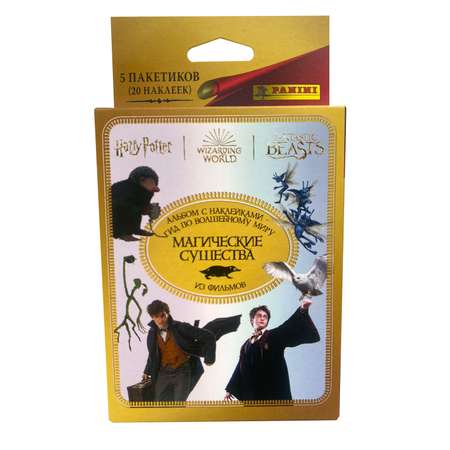 5 ПАКЕТИКОВ
(20 НАКЛЕЕК)
PANINI
Harry Potter
WIZARDING
WORLD
FANTASTIC
BEASTS
АЛЬБОМ С НАКЛЕЙКАМИ -
ГИД ПО ВОЛШЕБНОМУ МИРУ
МАГИЧЕСКИЕ
СУЩЕСТВА
ИЗ ФИЛЬМОВ